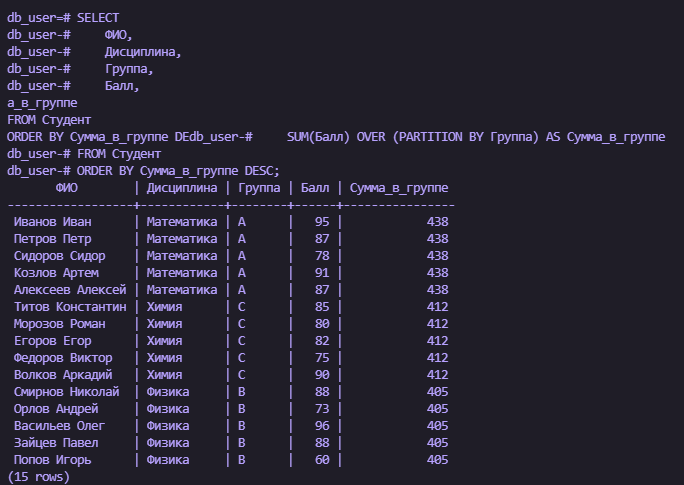 db_user=# SELECT
db_user-#     ФИО,
db_user-#     Дисциплина,
db_user-#     Группа,
db_user-#     Балл,
а_в_группе
FROM Студент
ORDER BY Сумма_в_группе DEdb_user-#     SUM(Балл) OVER (PARTITION BY Группа) AS Сумма_в_группе
db_user-# FROM Студент
db_user-# ORDER BY Сумма_в_группе DESC;
       ФИО        | Дисциплина | Группа | Балл | Сумма_в_группе
------------------+------------+--------+------+----------------
 Иванов Иван      | Математика | A      |   95 |            438
 Петров Петр      | Математика | A      |   87 |            438
 Сидоров Сидор    | Математика | A      |   78 |            438
 Козлов Артем     | Математика | A      |   91 |            438
 Алексеев Алексей | Математика | A      |   87 |            438
 Титов Константин | Химия      | C      |   85 |            412
 Морозов Роман    | Химия      | C      |   80 |            412
 Егоров Егор      | Химия      | C      |   82 |            412
 Федоров Виктор   | Химия      | C      |   75 |            412
 Волков Аркадий   | Химия      | C      |   90 |            412
 Смирнов Николай  | Физика     | B      |   88 |            405
 Орлов Андрей     | Физика     | B      |   73 |            405
 Васильев Олег    | Физика     | B      |   96 |            405
 Зайцев Павел     | Физика     | B      |   88 |            405
 Попов Игорь      | Физика     | B      |   60 |            405
(15 rows)